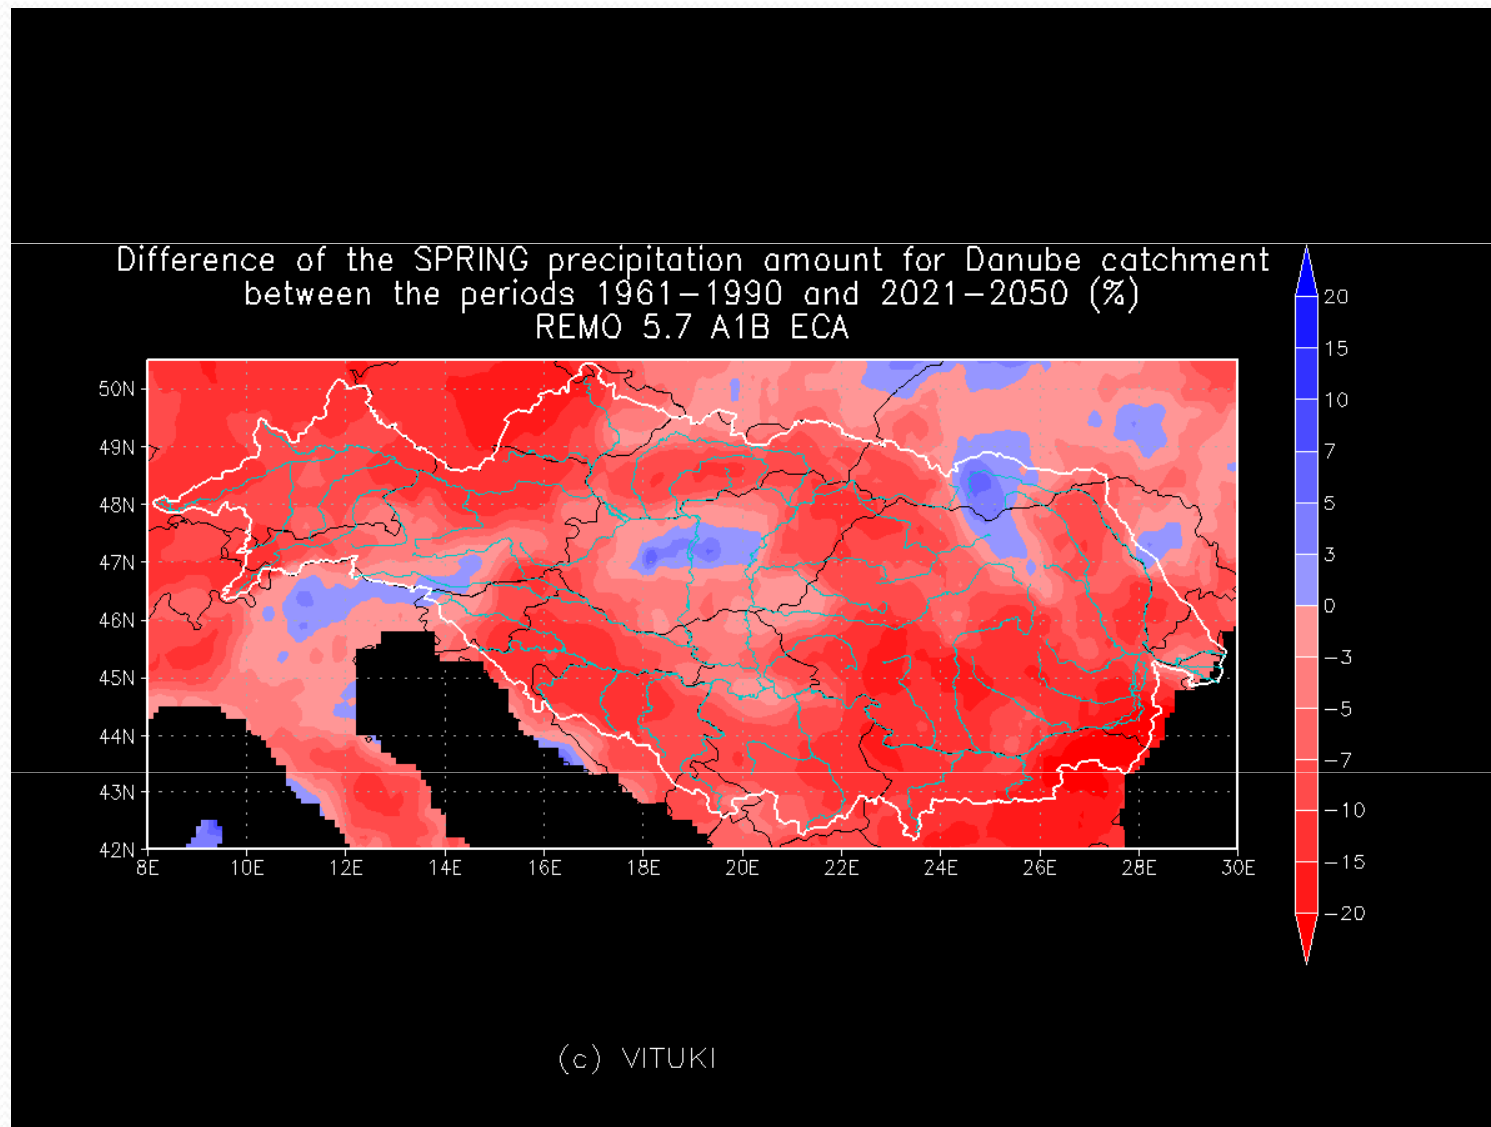 Difference of the SPRING precipitation amount for Danube catchment
between the periods 1961-1990 and 2021-2050 (%)
REMO 5.7 A1B ECA
50N
49N
48N
47N
46N
45N
44N
43N
42N
8E 10E 12E 14E 16E 18E 20E 22E 24E 26E 28E 30E
20
15
10
7
5
3
0
-3
-5
-7
-10
-15
-20
(c) VITUKI